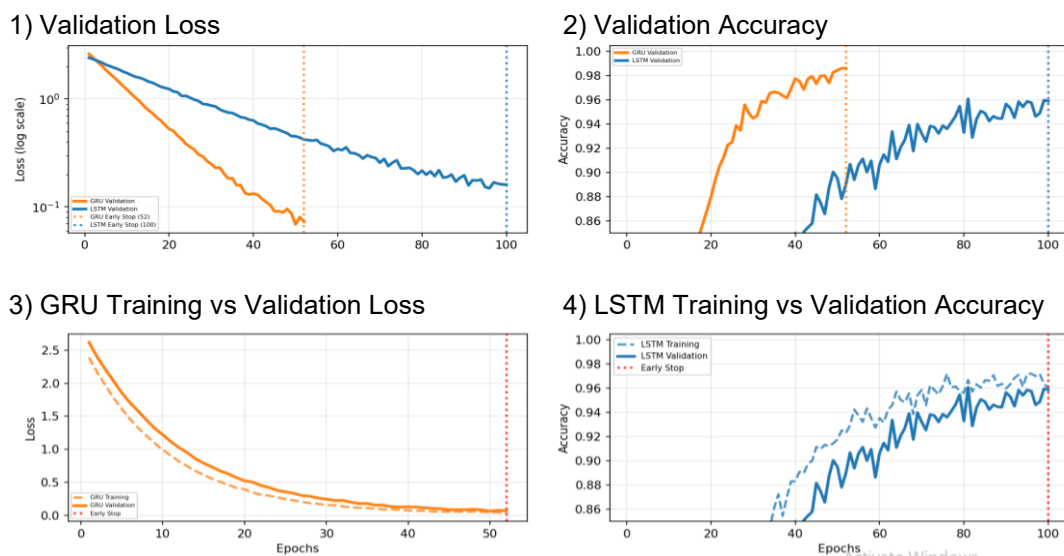 1) Validation Loss
Loss (log scale)
10⁰
10⁻¹
GRU Validation
LSTM Validation
GRU Early Stop (52)
LSTM Early Stop (100)
0 20 40 60 80 100
2) Validation Accuracy
Accuracy
1.00
0.98
0.96
0.94
0.92
0.90
0.88
0.86
GRU Validation
LSTM Validation
0 20 40 60 80 100
3) GRU Training vs Validation Loss
Loss
2.5
2.0
1.5
1.0
0.5
0.0
GRU Training
GRU Validation
Early Stop
0 10 20 30 40 50
Epochs
4) LSTM Training vs Validation Accuracy
Accuracy
1.00
0.98
0.96
0.94
0.92
0.90
0.88
0.86
LSTM Training
LSTM Validation
Early Stop
0 20 40 60 80 100
Epochs
Activate Windows